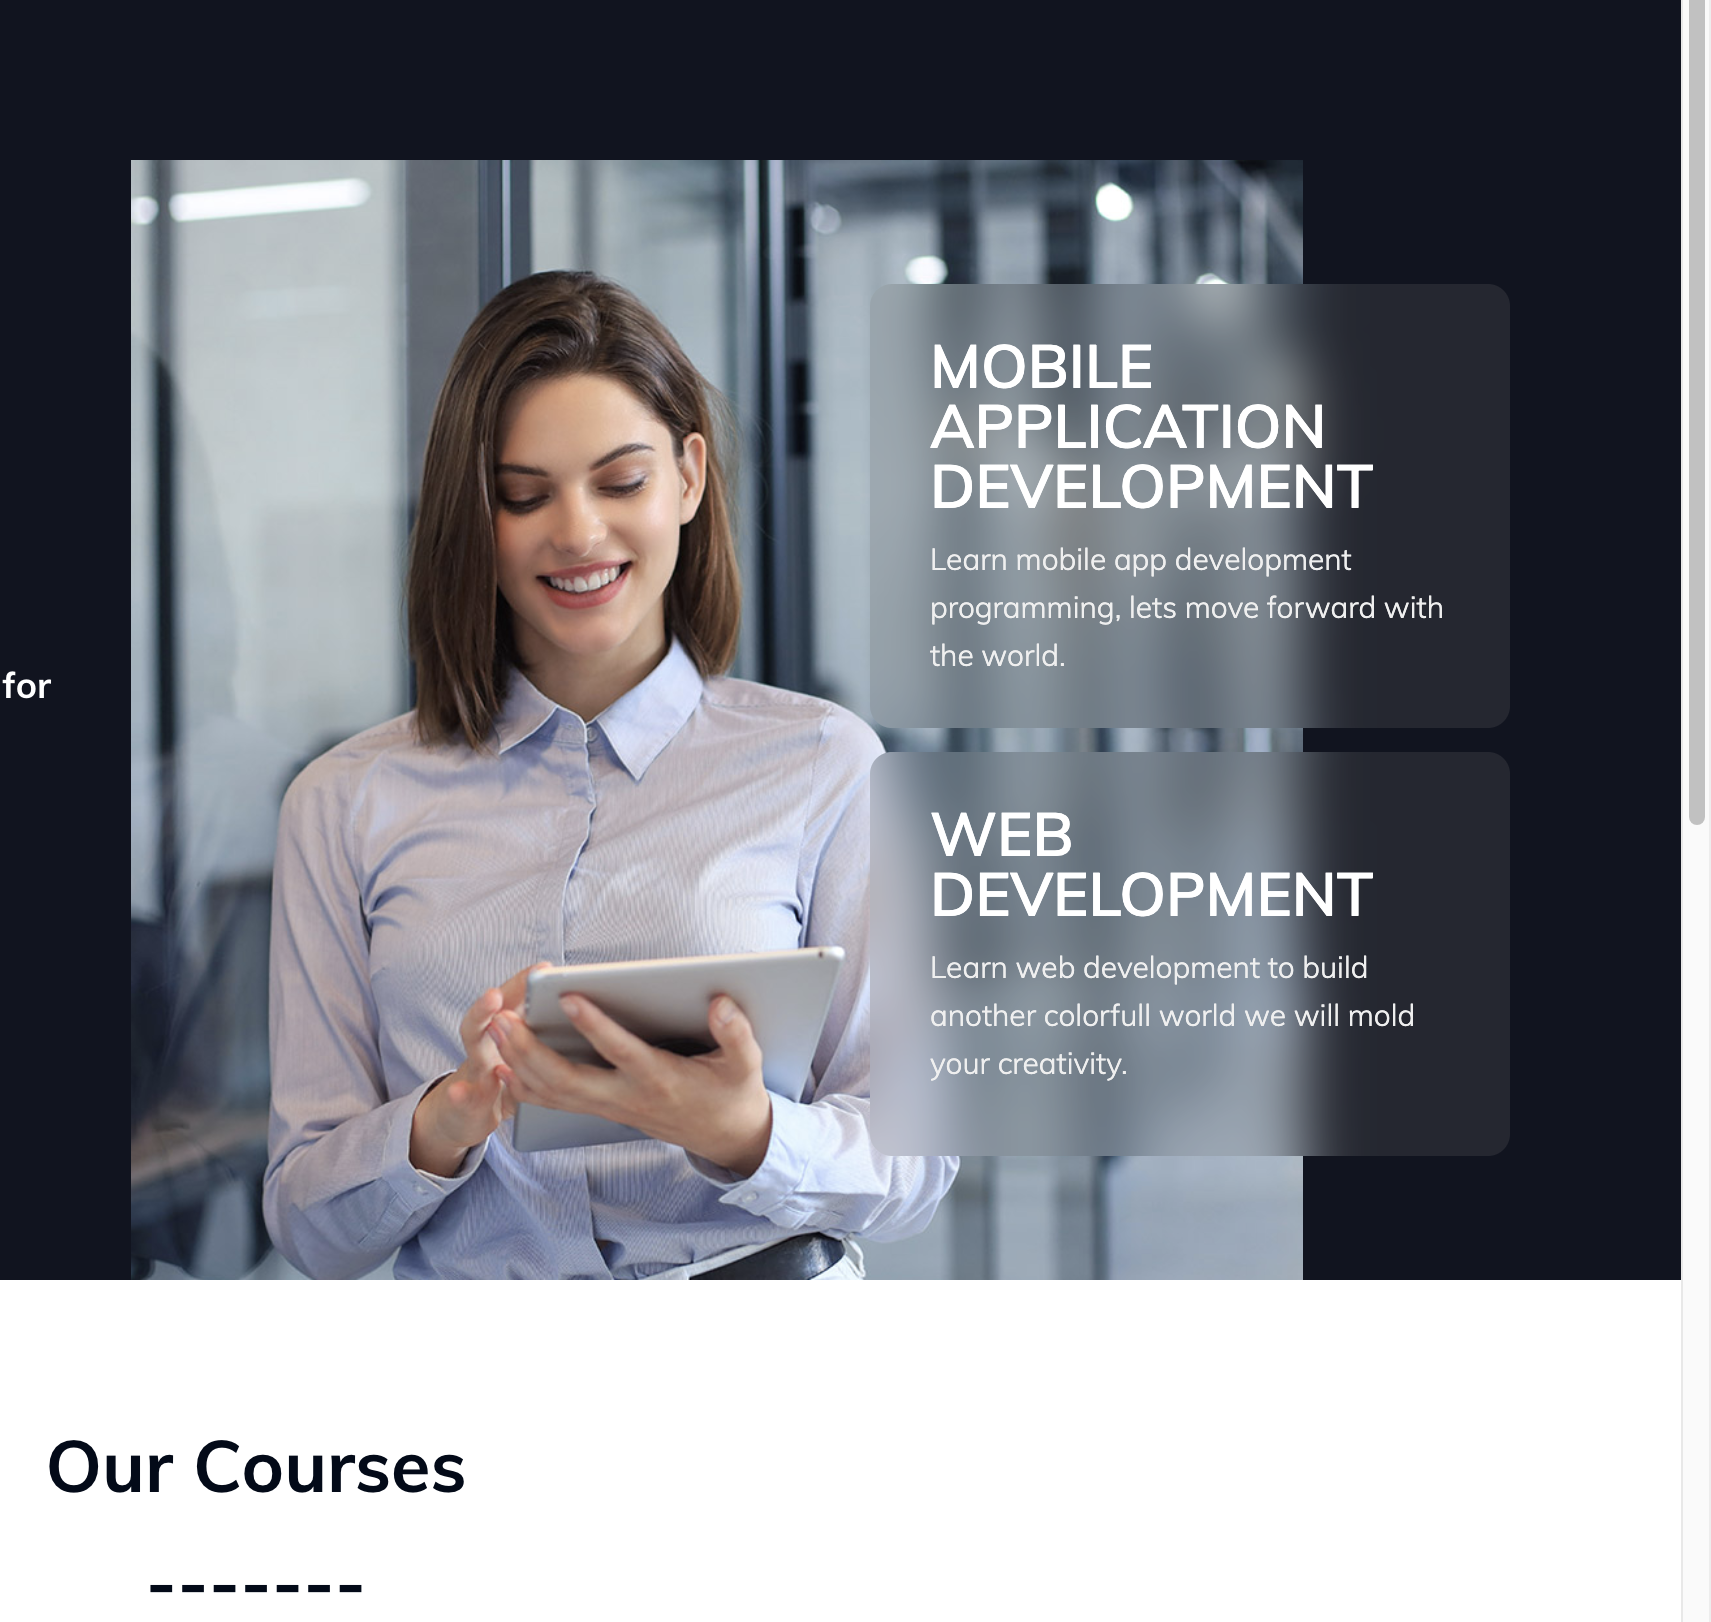 for
MOBILE
APPLICATION
DEVELOPMENT
Learn mobile app development
programming, lets move forward with
the world.
WEB
DEVELOPMENT
Learn web development to build
another colorfull world we will mold
your creativity.
Our Courses
-------